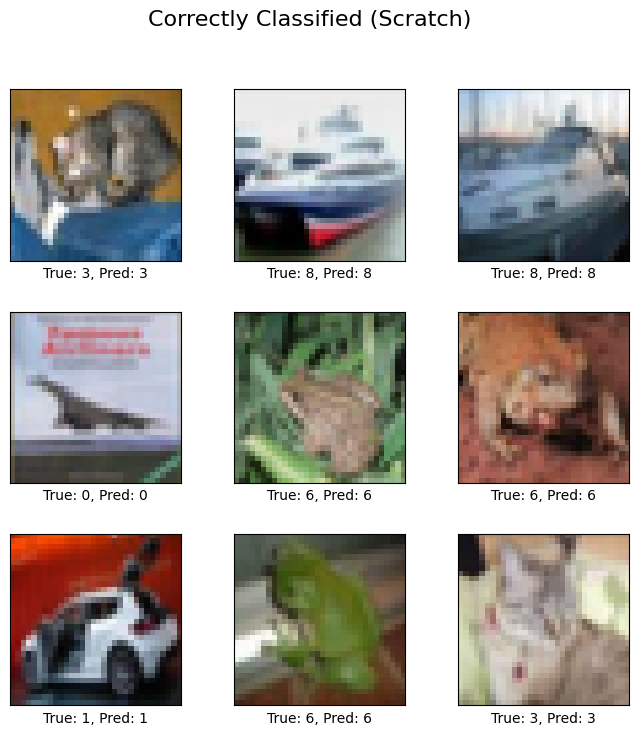 Correctly Classified (Scratch)
True: 3, Pred: 3
True: 8, Pred: 8
True: 8, Pred: 8
True: 0, Pred: 0
True: 6, Pred: 6
True: 6, Pred: 6
True: 1, Pred: 1
True: 6, Pred: 6
True: 3, Pred: 3